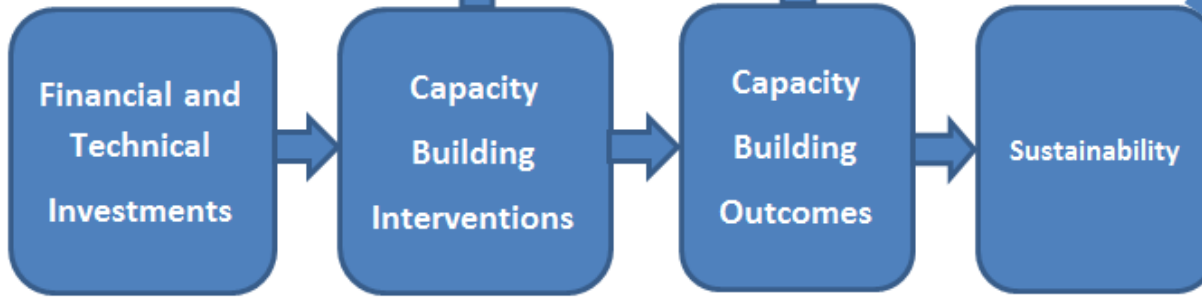 Financial and
Technical
Investments
Capacity
Building
Interventions
Capacity
Building
Outcomes
Sustainability